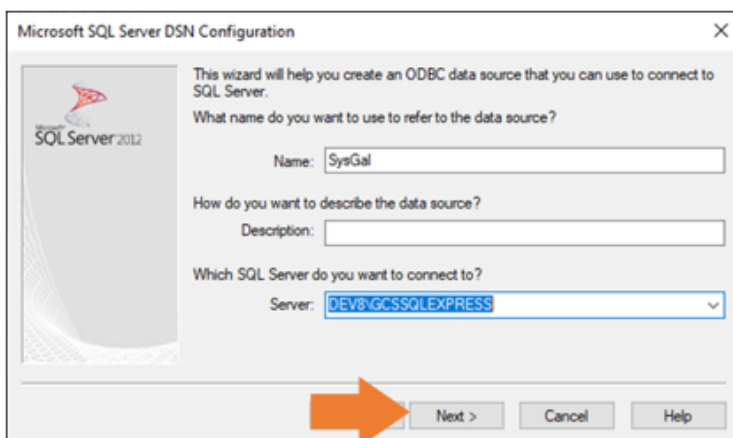 Microsoft SQL Server DSN Configuration
This wizard will help you create an ODBC data source that you can use to connect to
SQL Server.
What name do you want to use to refer to the data source?
Microsoft
SQL Server 2012
Name: SysGal
How do you want to describe the data source?
Description:
Which SQL Server do you want to connect to?
Server: DEV8\GCSSQLEXPRESS
Next > Cancel Help